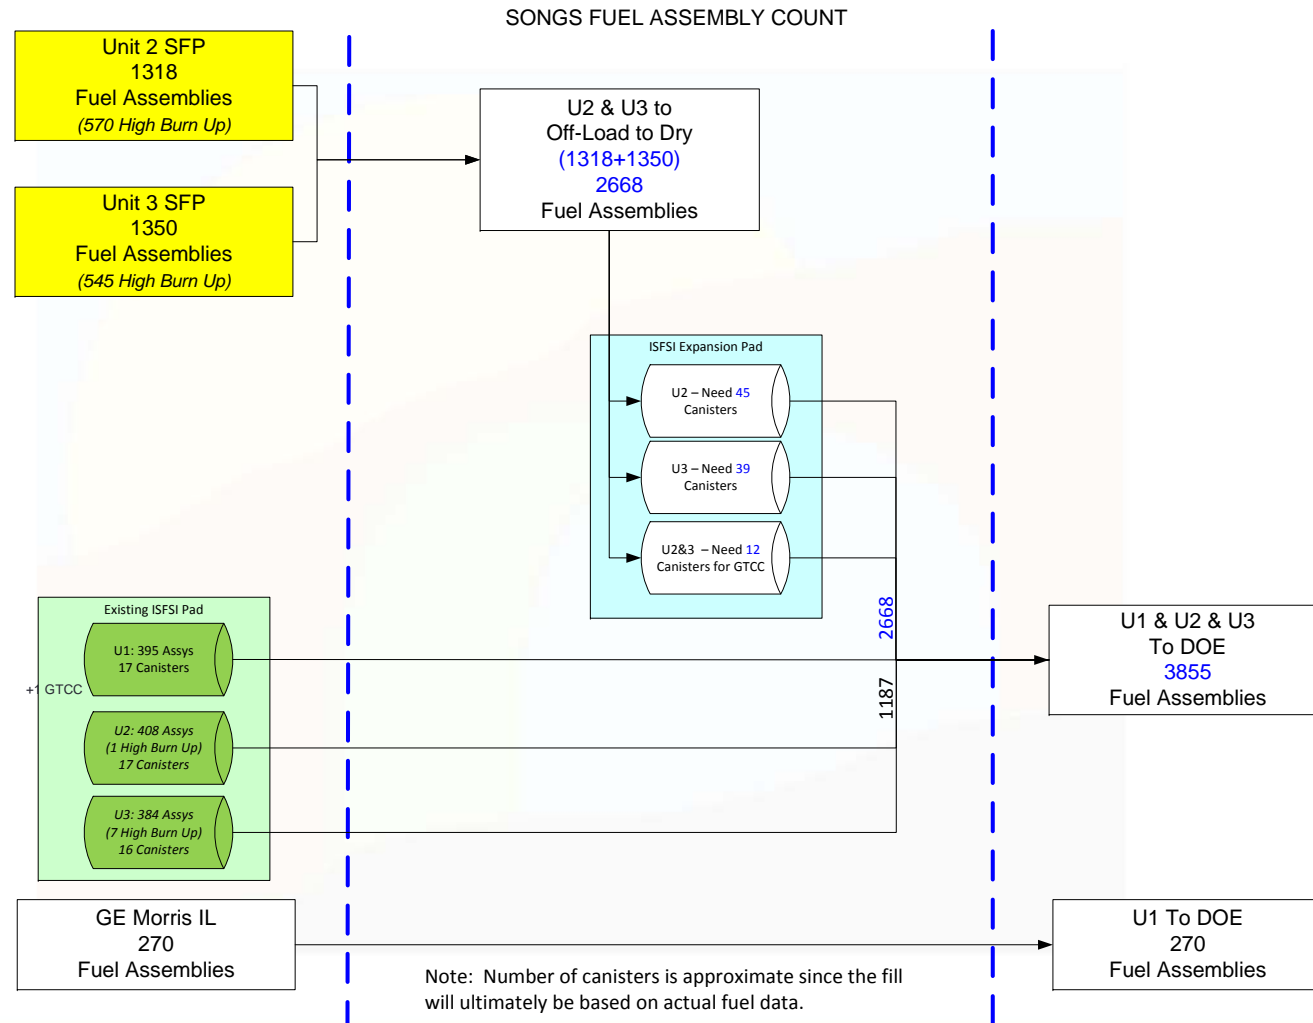 SONGS FUEL ASSEMBLY COUNT
Unit 2 SFP
1318
Fuel Assemblies
(570 High Burn Up)
Unit 3 SFP
1350
Fuel Assemblies
(545 High Burn Up)
U2 & U3 to
Off-Load to Dry
(1318+1350)
2668
Fuel Assemblies
ISFSI Expansion Pad
U2 – Need 45
Canisters
U3 – Need 39
Canisters
U2&3 – Need 12
Canisters for GTCC
2668
1187
Existing ISFSI Pad
U1: 395 Assys
17 Canisters
+1 GTCC
U2: 408 Assys
(1 High Burn Up)
17 Canisters
U3: 384 Assys
(7 High Burn Up)
16 Canisters
U1 & U2 & U3
To DOE
3855
Fuel Assemblies
GE Morris IL
270
Fuel Assemblies
U1 To DOE
270
Fuel Assemblies
Note: Number of canisters is approximate since the fill
will ultimately be based on actual fuel data.